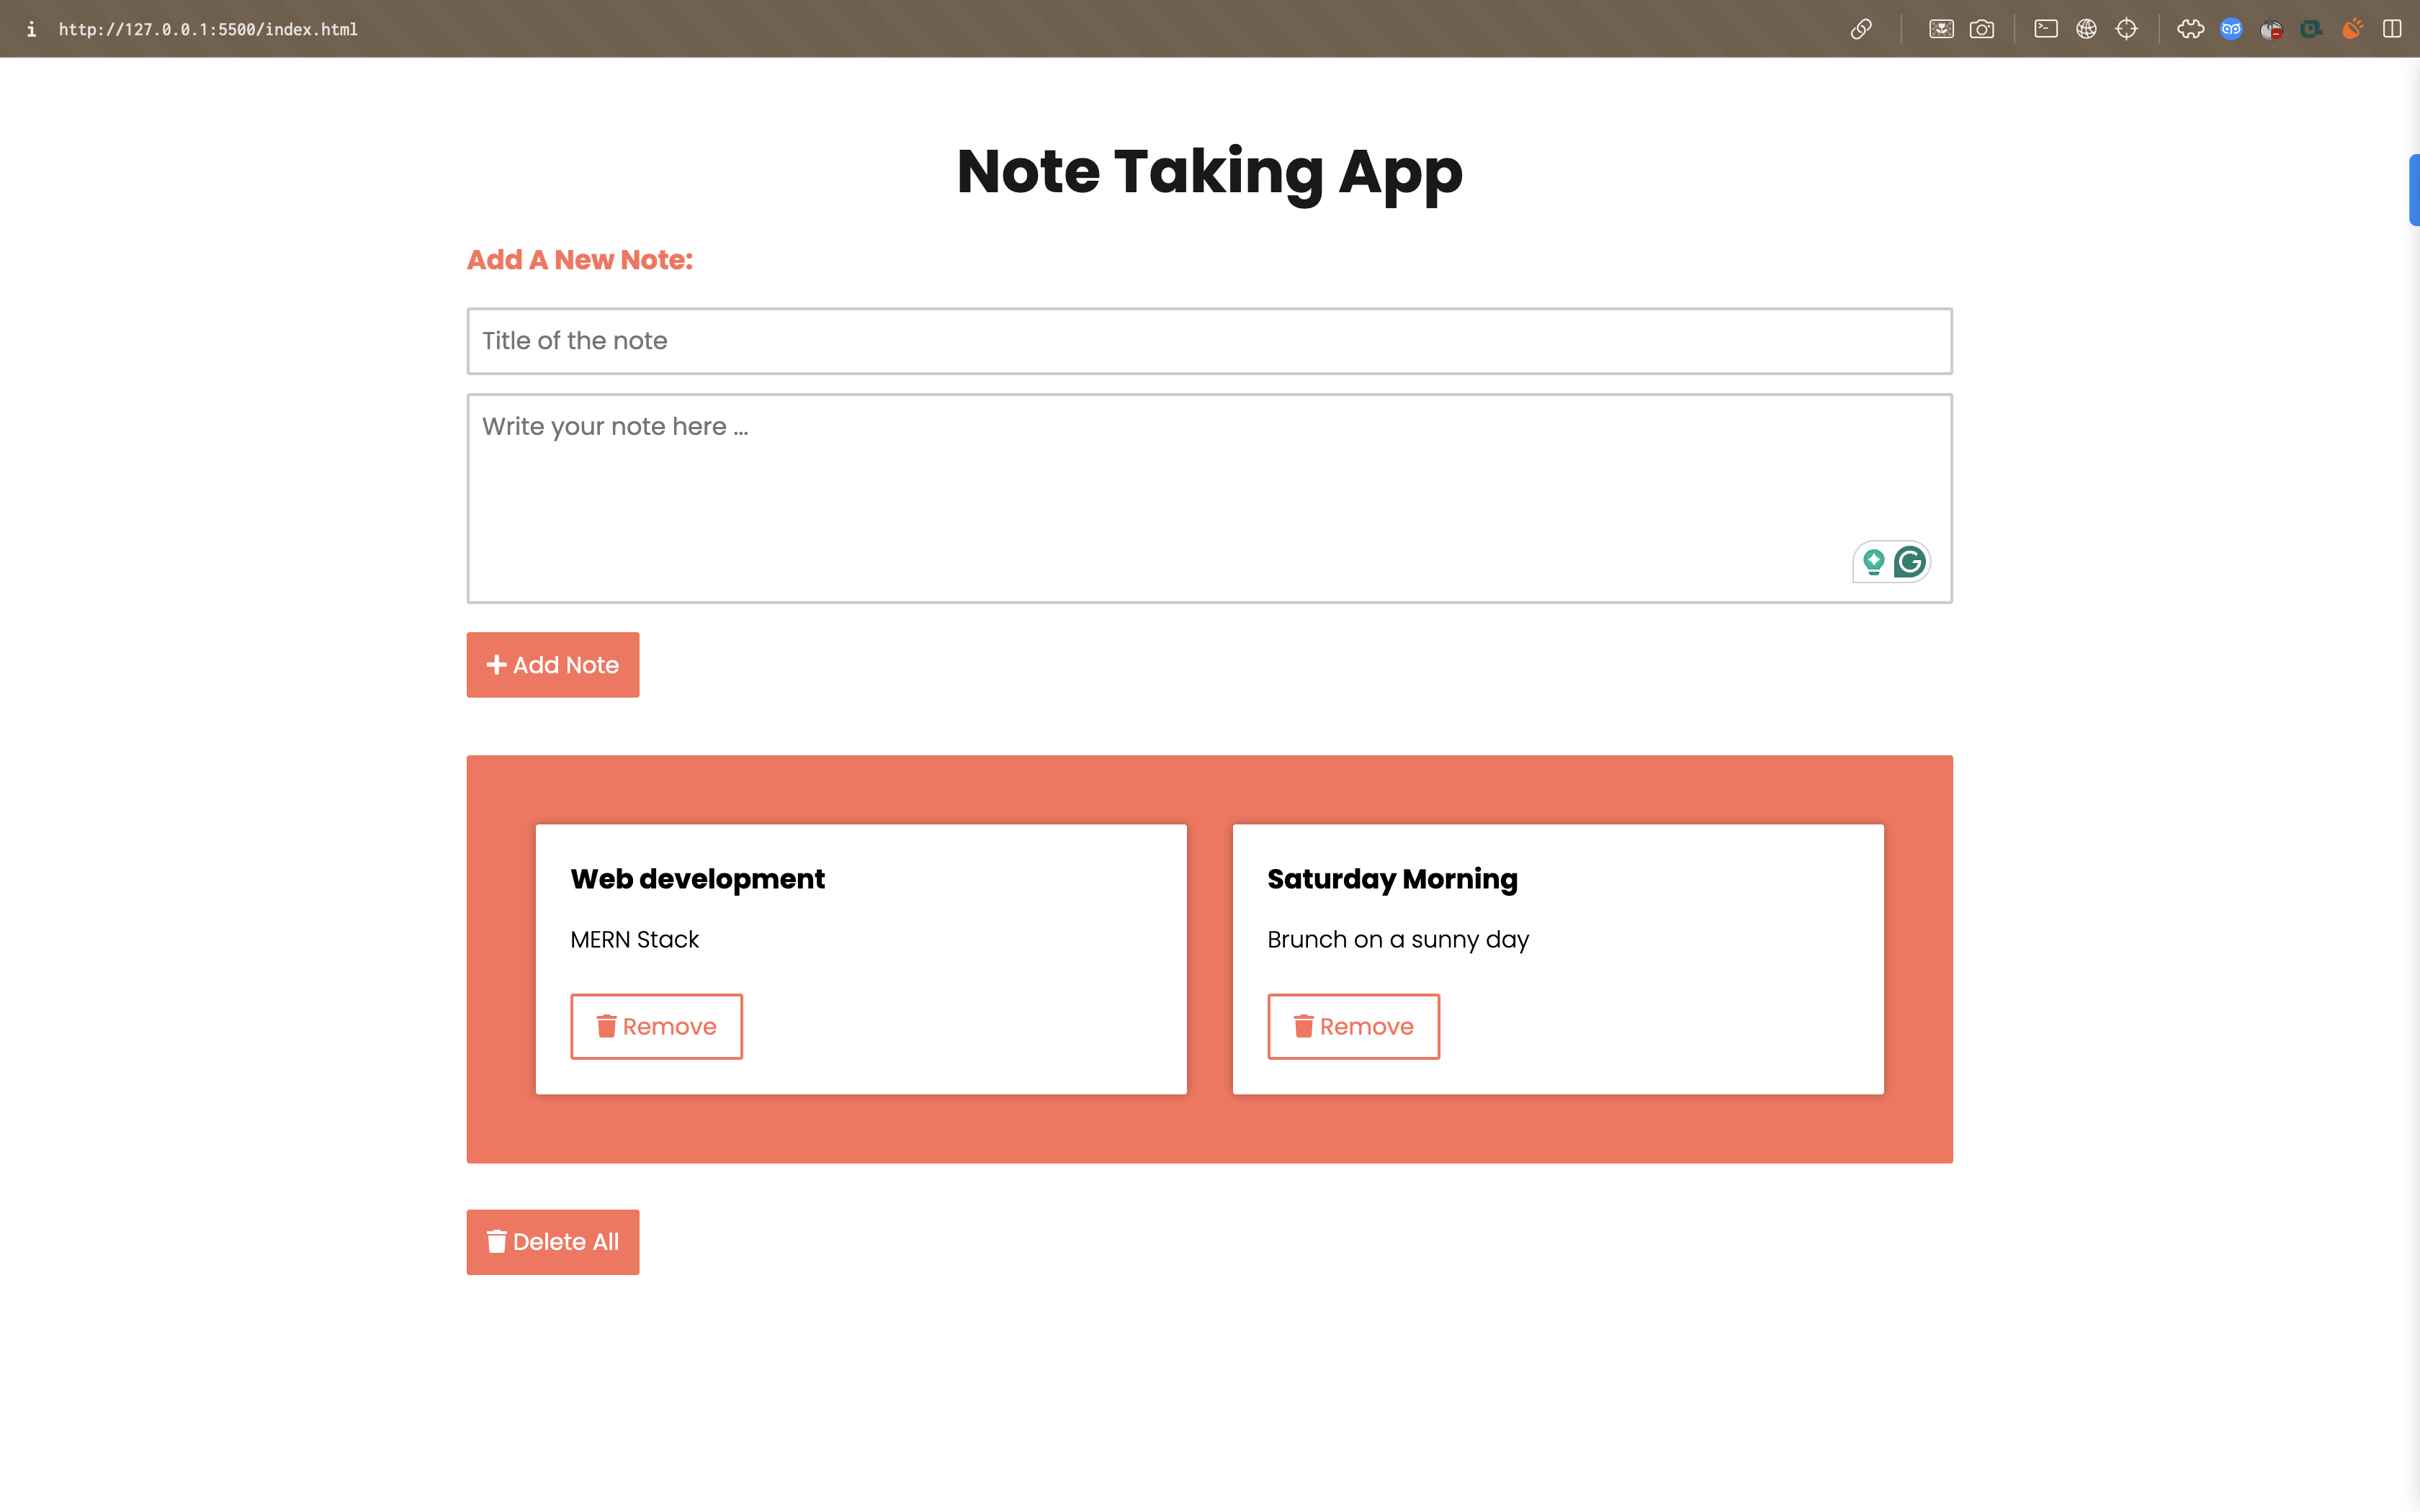 http://127.0.0.1:5500/index.html
Note Taking App
Add A New Note:
Title of the note
Write your note here ...
Add Note
Web development
MERN Stack
Remove
Saturday Morning
Brunch on a sunny day
Remove
Delete All